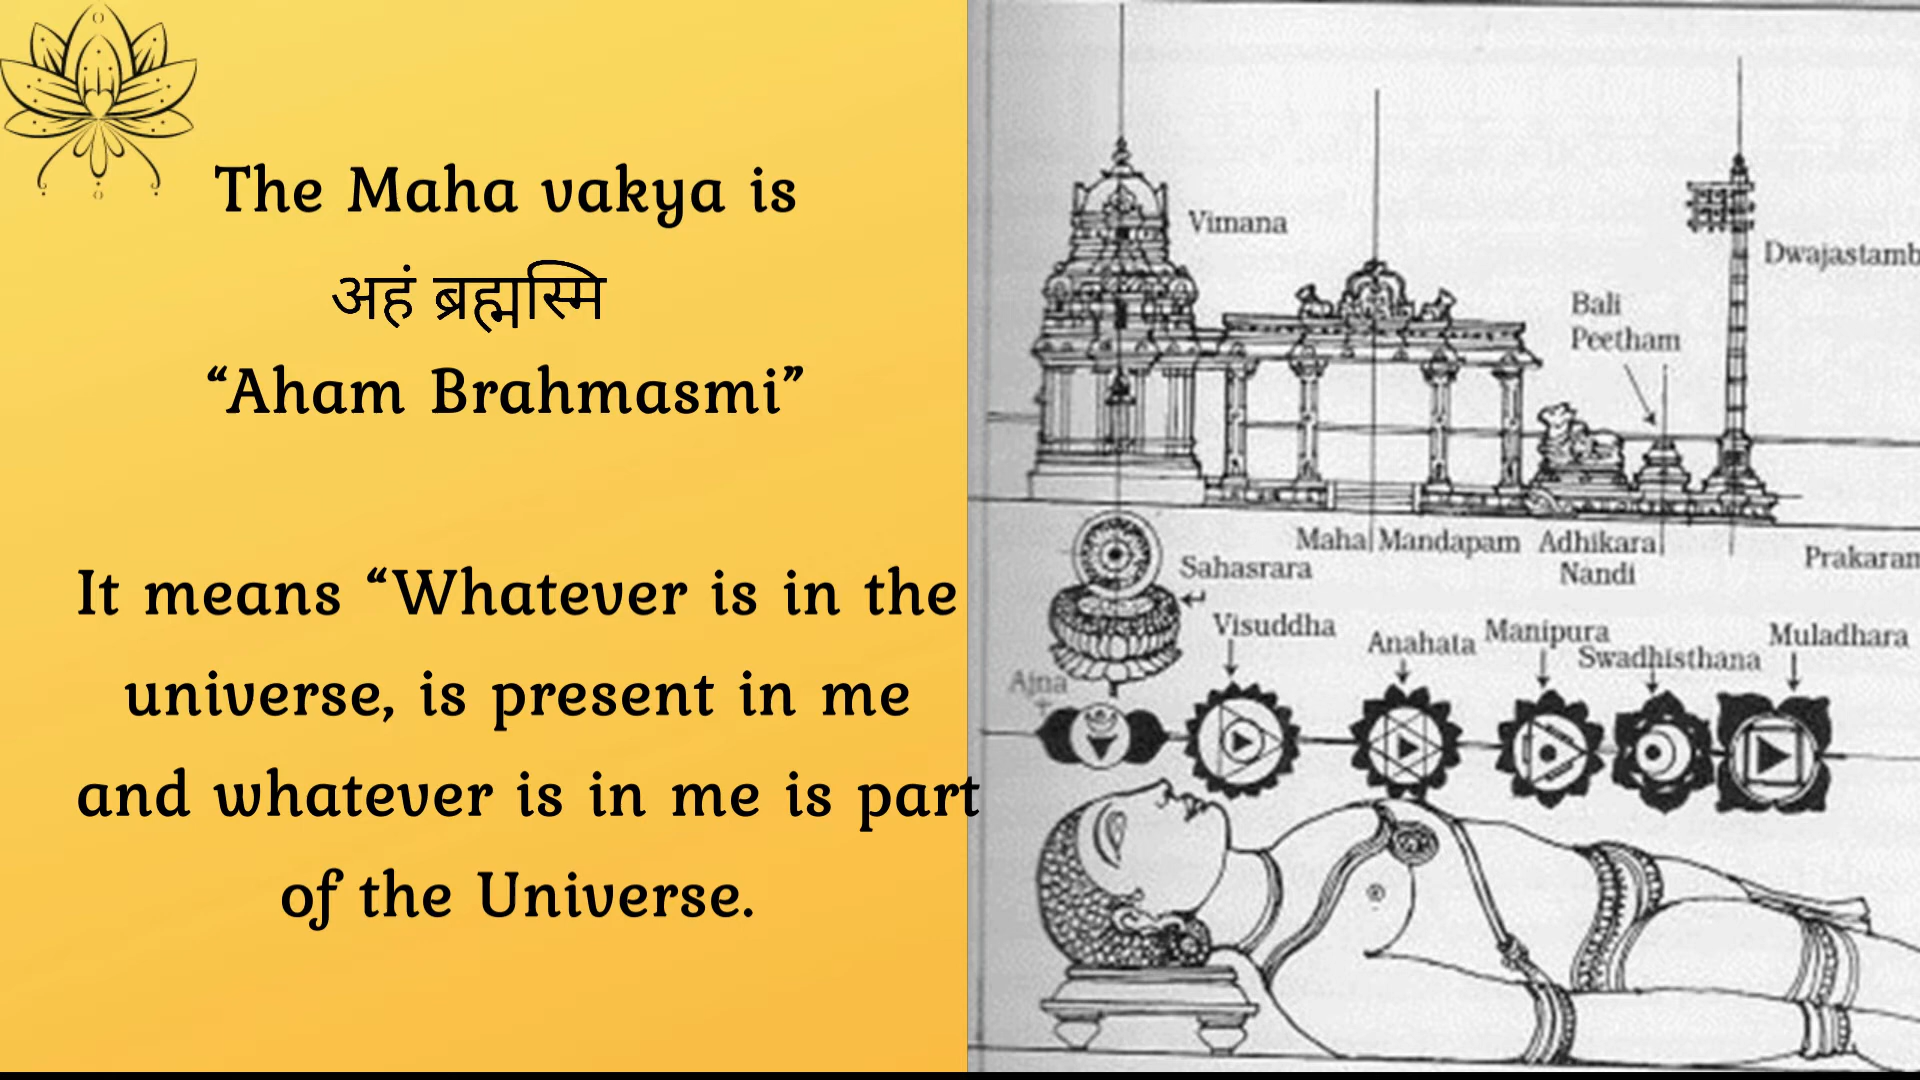 The Maha vakya is
अहं ब्रह्मस्मि
“Aham Brahmasmi”
It means “Whatever is in the
universe, is present in me
and whatever is in me is part
of the Universe.
Vimana
Dwajastamb
Bali
Peetham
Maha Mandapam
Adhikara
Nandi
Prakaram
Sahasrara
Visuddha
Anahata
Manipura
Swadhisthana
Muladhara
Ajna